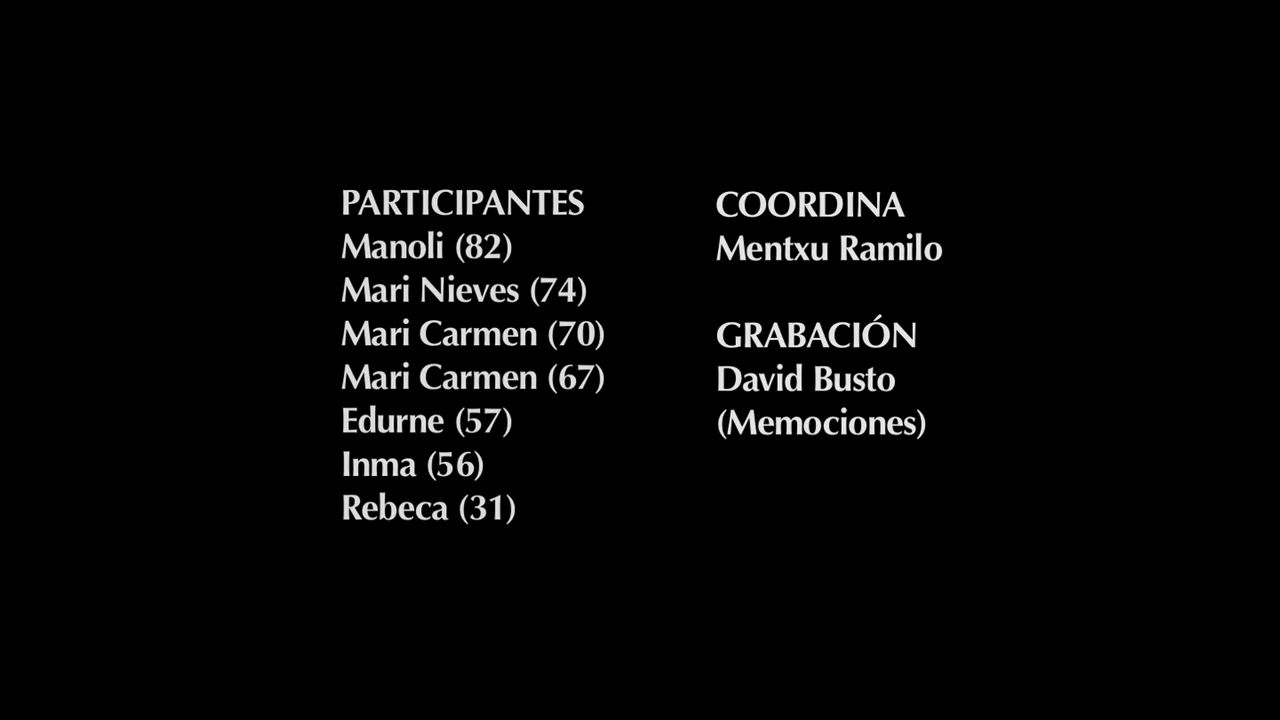 PARTICIPANTES
Manoli (82)
Mari Nieves (74)
Mari Carmen (70)
Mari Carmen (67)
Edurne (57)
Inma (56)
Rebeca (31)
COORDINA
Mentxu Ramilo
GRABACIÓN
David Busto
(Memociones)